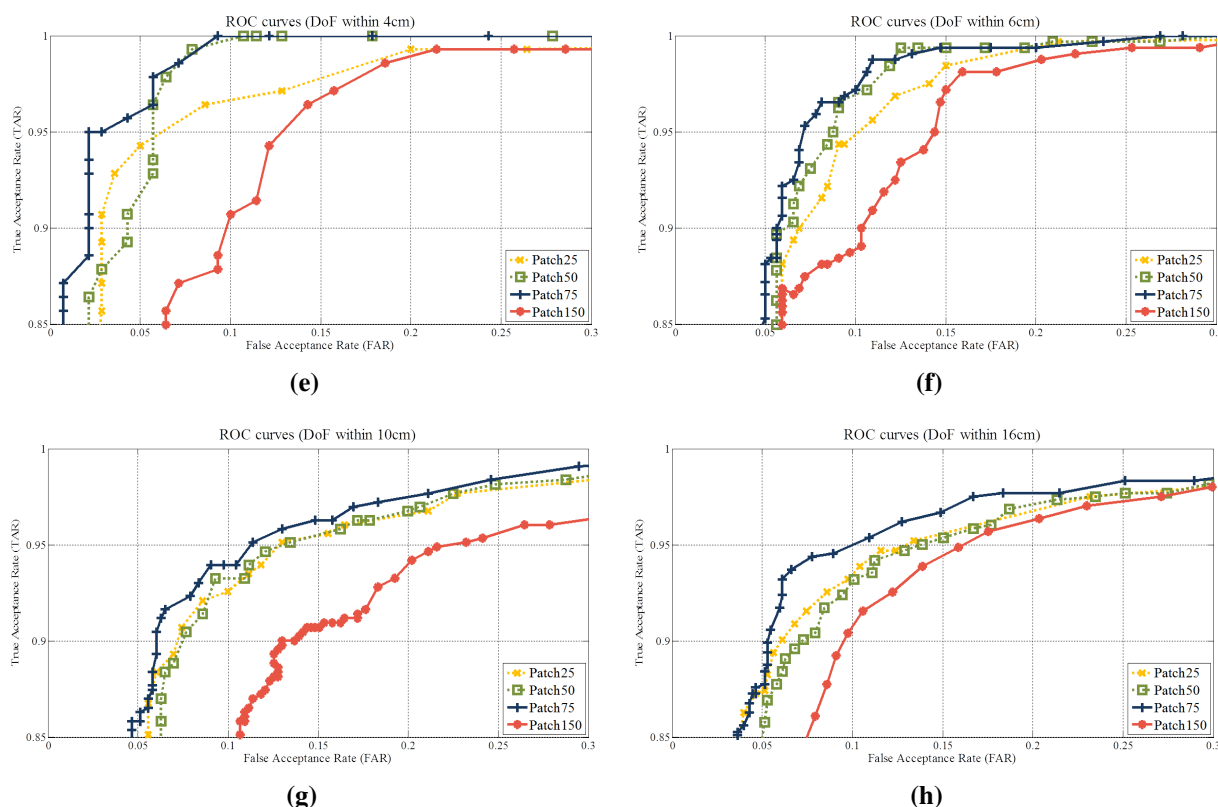 ROC curves (DoF within 4cm)
True Acceptance Rate (TAR)
1
0.95
0.9
0.85
0 0.05 0.1 0.15 0.2 0.25 0.3
False Acceptance Rate (FAR)
Patch25
Patch50
Patch75
Patch150
(e)
ROC curves (DoF within 6cm)
True Acceptance Rate (TAR)
1
0.95
0.9
0.85
0 0.05 0.1 0.15 0.2 0.25 0.3
False Acceptance Rate (FAR)
Patch25
Patch50
Patch75
Patch150
(f)
ROC curves (DoF within 10cm)
True Acceptance Rate (TAR)
1
0.95
0.9
0.85
0 0.05 0.1 0.15 0.2 0.25 0.3
False Acceptance Rate (FAR)
Patch25
Patch50
Patch75
Patch150
(g)
ROC curves (DoF within 16cm)
True Acceptance Rate (TAR)
1
0.95
0.9
0.85
0 0.05 0.1 0.15 0.2 0.25 0.3
False Acceptance Rate (FAR)
Patch25
Patch50
Patch75
Patch150
(h)